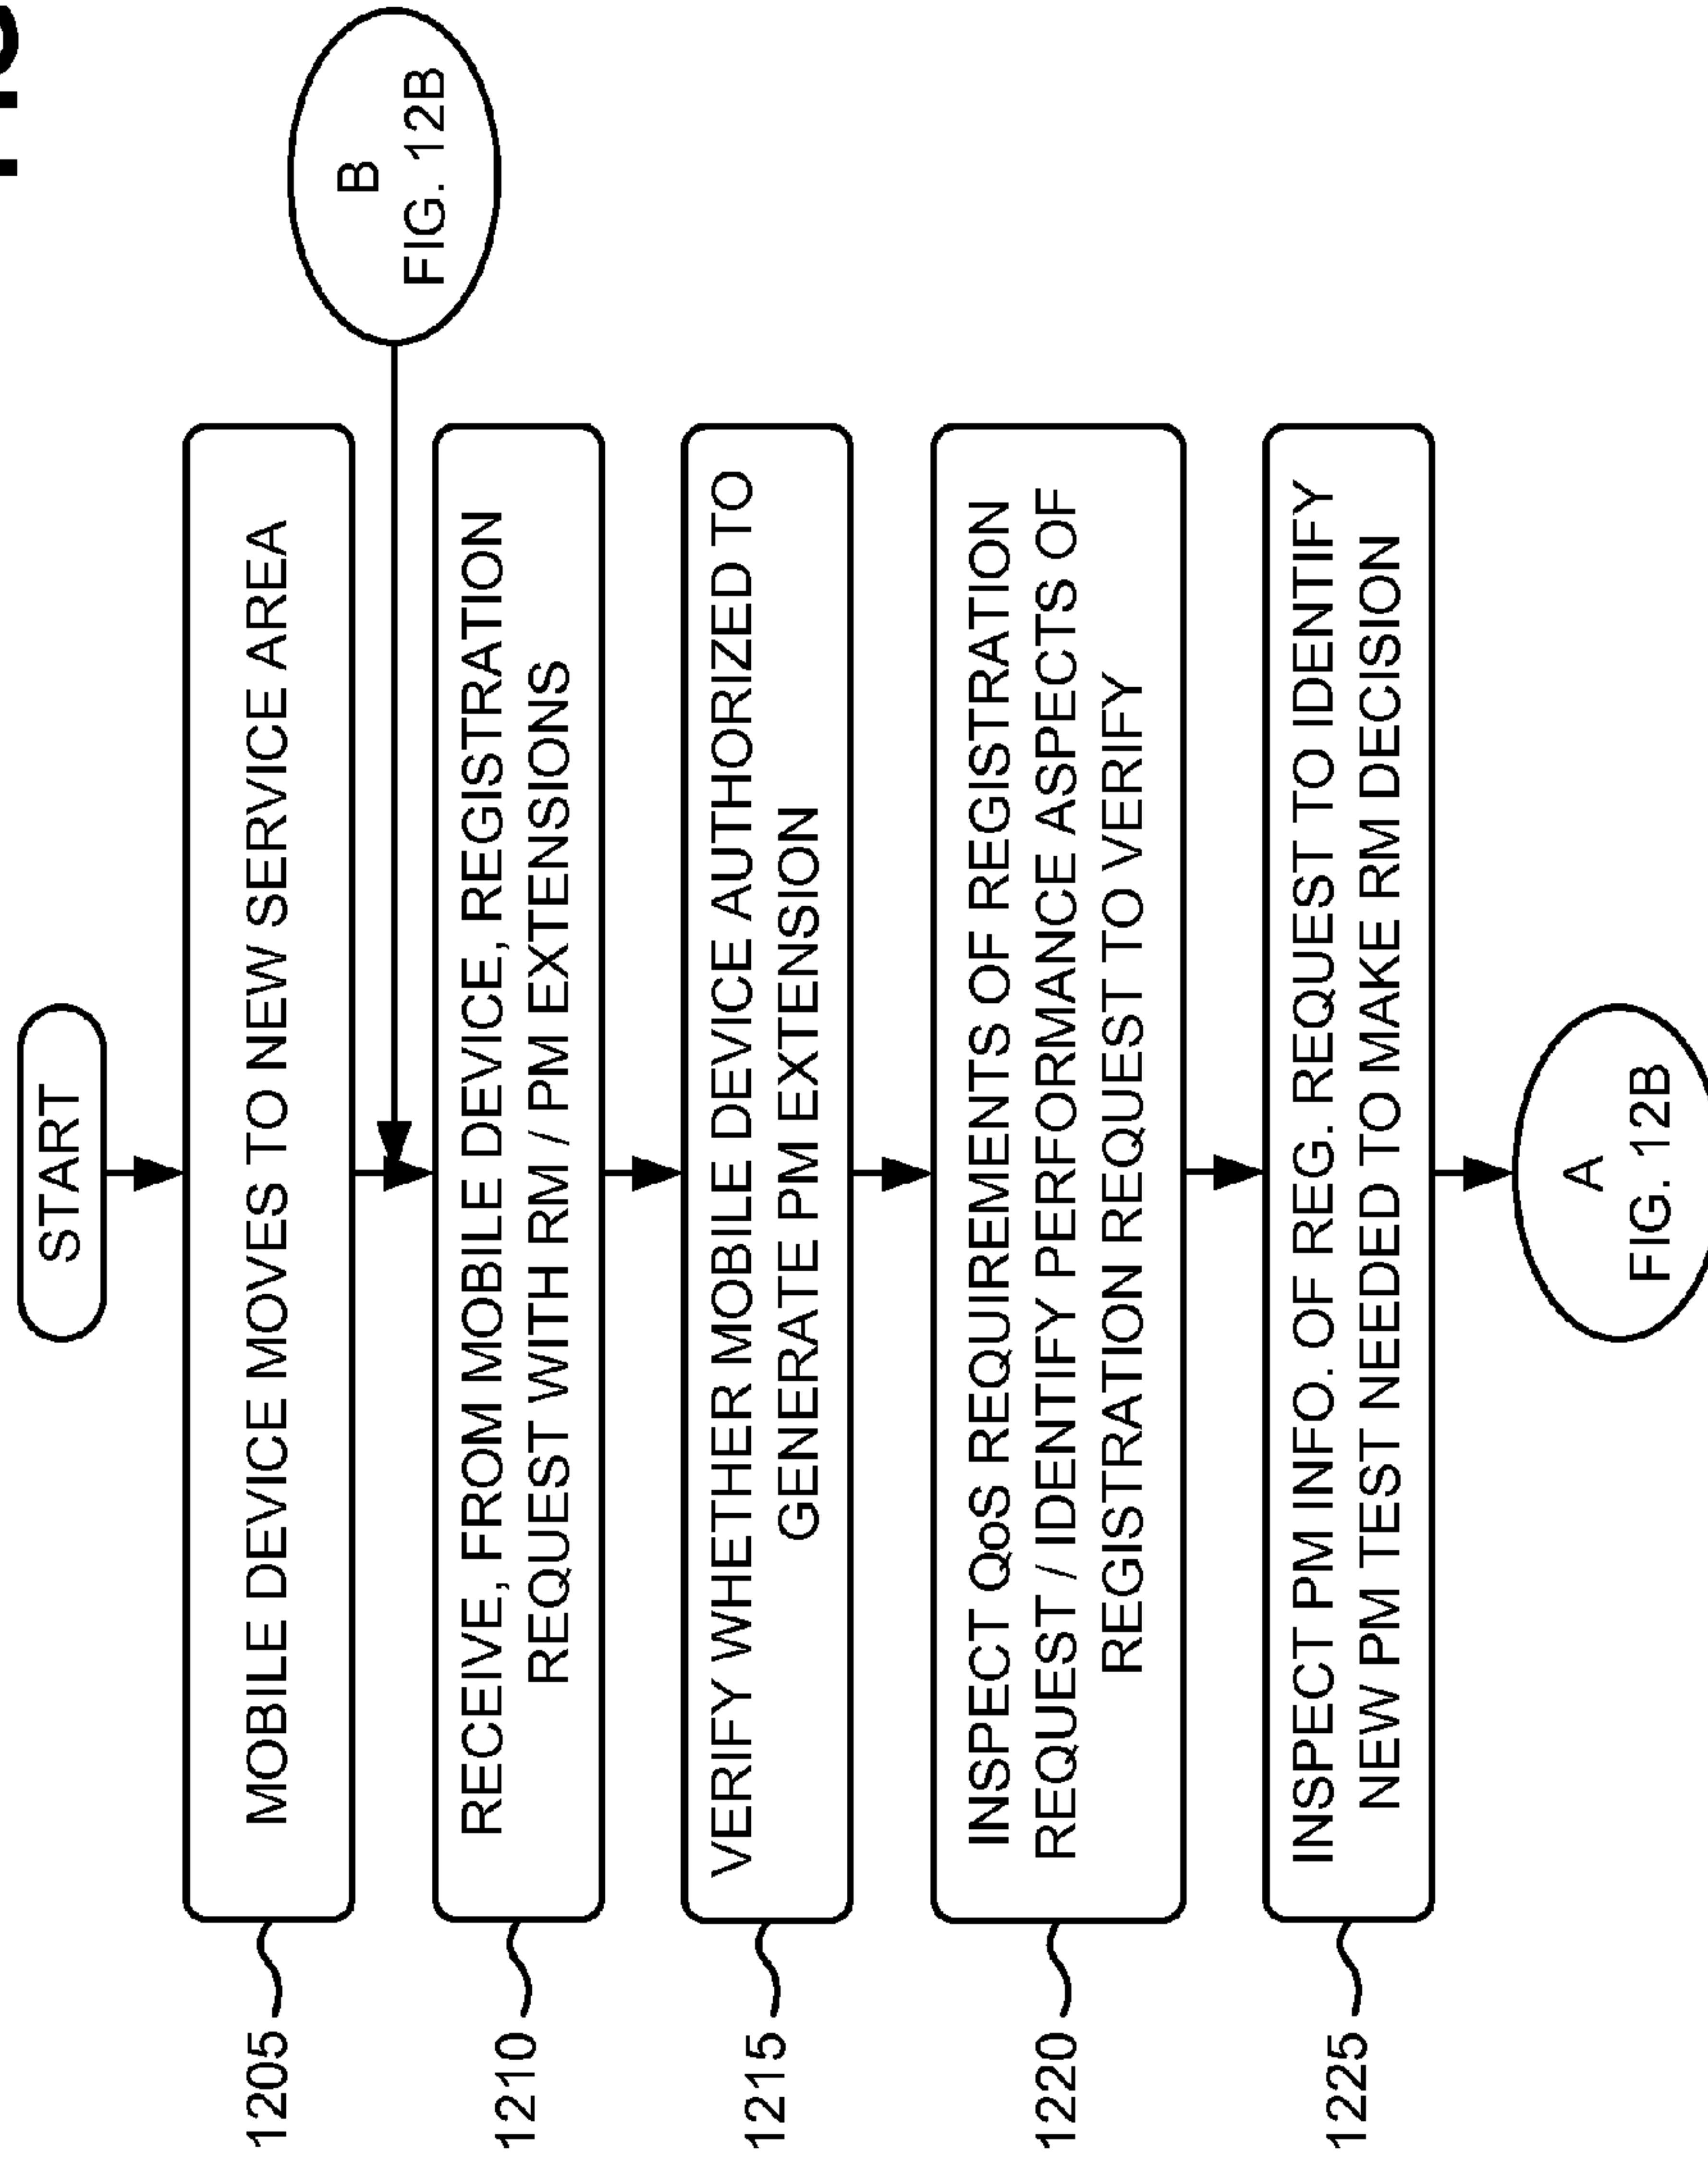 START
1205
MOBILE DEVICE MOVES TO NEW SERVICE AREA
B
FIG. 12B
1210
RECEIVE, FROM MOBILE DEVICE, REGISTRATION
REQUEST WITH RM / PM EXTENSIONS
1215
VERIFY WHETHER MOBILE DEVICE AUTHORIZED TO
GENERATE PM EXTENSION
1220
INSPECT QoS REQUIREMENTS OF REGISTRATION
REQUEST / IDENTIFY PERFORMANCE ASPECTS OF
REGISTRATION REQUEST TO VERIFY
1225
INSPECT PM INFO. OF REG. REQUEST TO IDENTIFY
NEW PM TEST NEEDED TO MAKE RM DECISION
A
FIG. 12B